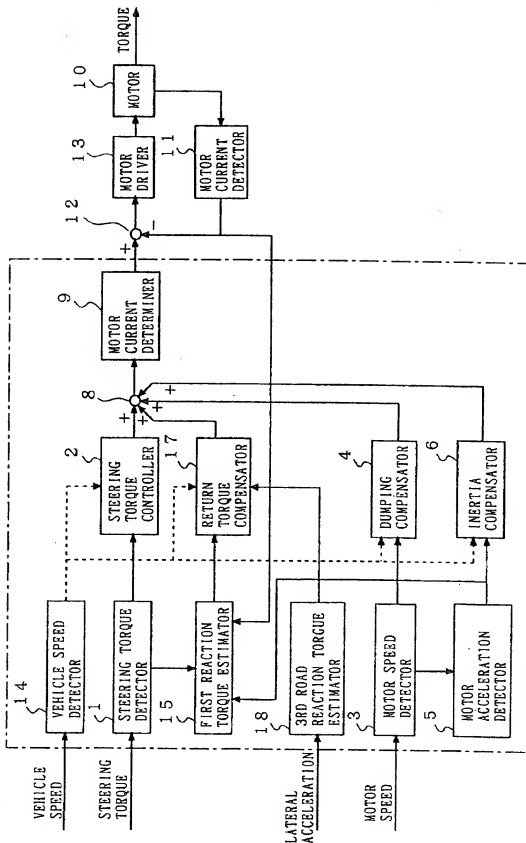 VEHICLE
SPEED
14
VEHICLE SPEED
DETECTOR
STEERING
TORQUE
1
STEERING TORQUE
DETECTOR
2
STEERING
TORQUE
CONTROLLER
15
FIRST REACTION
TORQUE ESTIMATOR
17
RETURN
TORQUE
COMPENSATOR
LATERAL
ACCELERATION
18
3RD ROAD
REACTION TORGUE
ESTIMATOR
MOTOR
SPEED
3
MOTOR SPEED
DETECTOR
4
DUMPING
COMPENSATOR
5
MOTOR
ACCELERATION
DETECTOR
6
INERTIA
COMPENSATOR
8
+
+
+
+
9
MOTOR
CURRENT
DETERMINER
12
+
-
13
MOTOR
DRIVER
10
MOTOR
TORQUE
11
MOTOR
CURRENT
DETECTOR